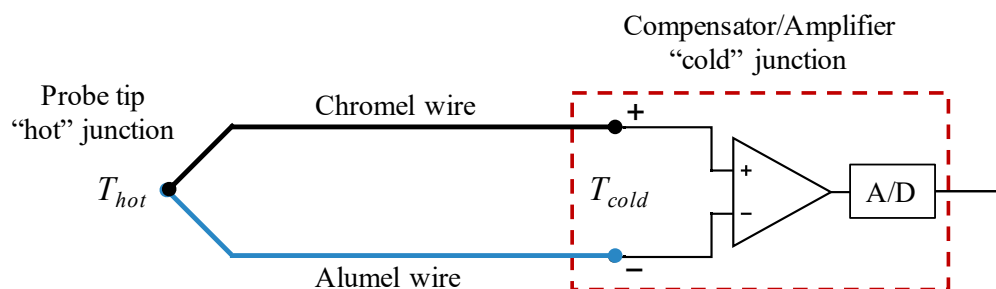 Compensator/Amplifier
“cold” junction
Probe tip
“hot” junction
Chromel wire
+
T_hot
T_cold
+
−
A/D
−
Alumel wire